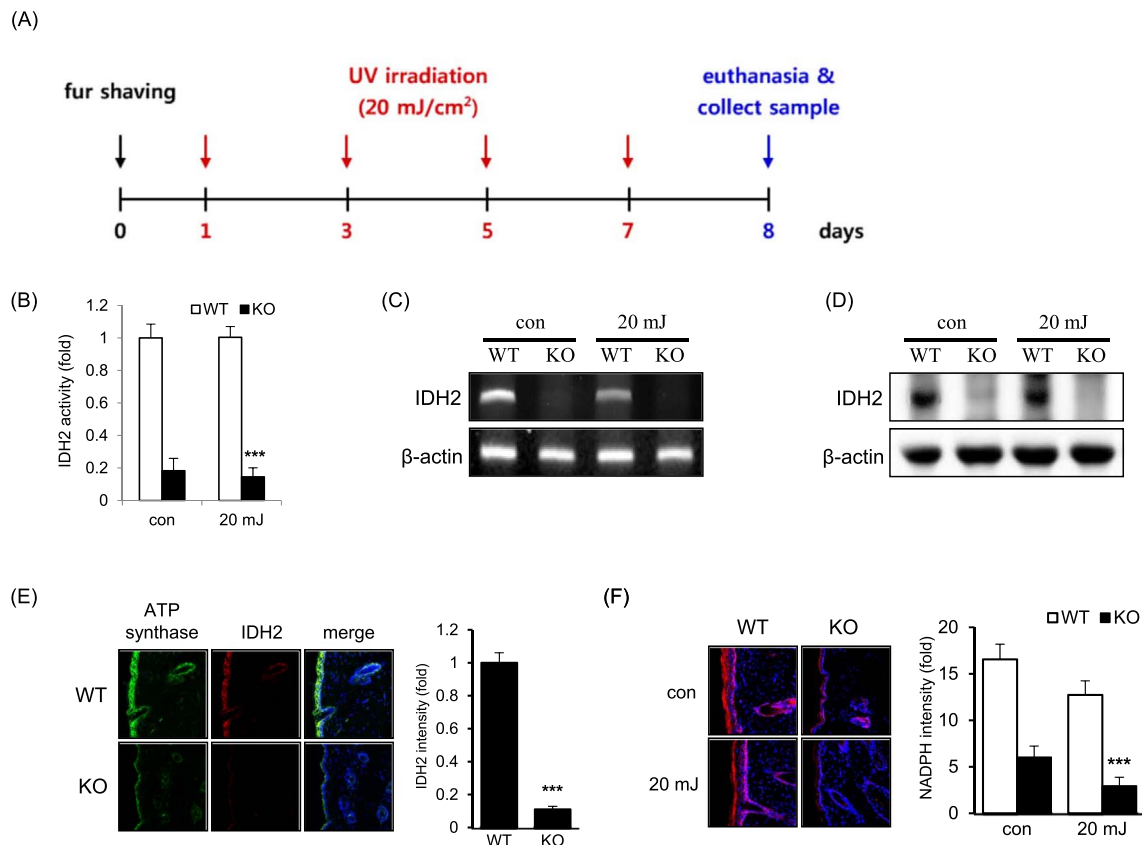 (A)
fur shaving
UV irradiation
(20 mJ/cm²)
euthanasia &
collect sample
0 1 3 5 7 8 days
(B)
IDH2 activity (fold)
1.2
1
0.8
0.6
0.4
0.2
0
WT KO
***
con 20 mJ
(C)
con 20 mJ
WT KO WT KO
IDH2
β-actin
(D)
con 20 mJ
WT KO WT KO
IDH2
β-actin
(E)
ATP
synthase IDH2 merge
WT
KO
IDH2 intensity (fold)
1.2
1
0.8
0.6
0.4
0.2
0
***
WT KO
(F)
WT KO
con
20 mJ
WT KO
NADPH intensity (fold)
20
15
10
5
0
***
con 20 mJ